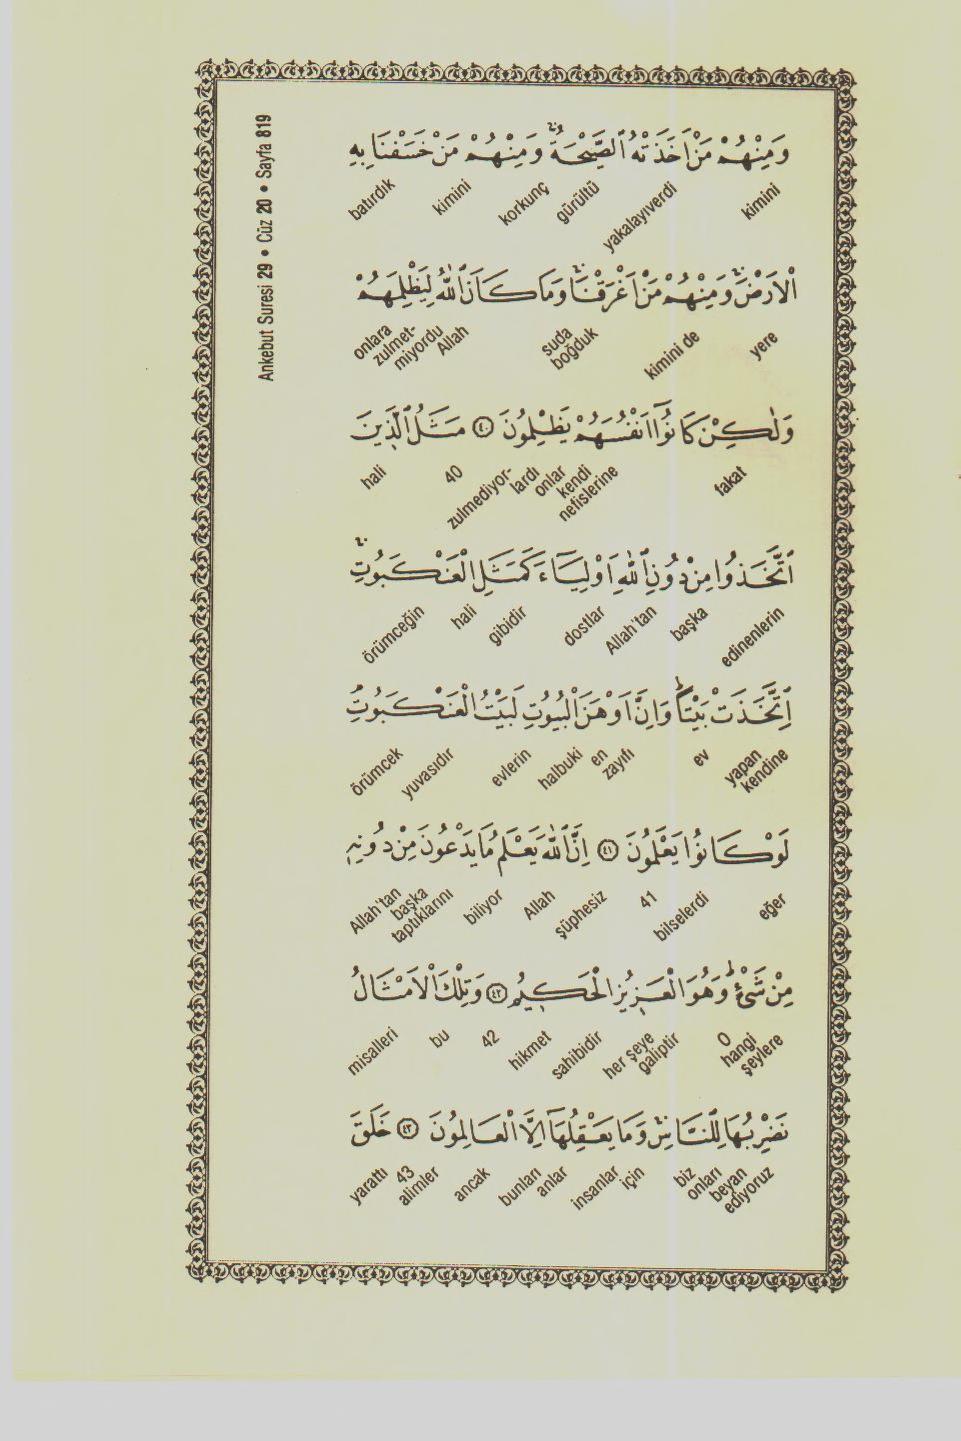 Ankebut Suresi 29 • Cüz 20 • Sayfa 819
وَمِنْهُمْ مَنْ اَخَذَتْهُ الصَّيْحَةُۚ وَمِنْهُمْ مَنْ خَسَفْنَا بِهِ
kimini yakalayıverdi gürültü korkunç kimini batırdık
الْاَرْضَۚ وَمِنْهُمْ مَنْ اَغْرَقْنَاۚ وَمَا كَانَ اللّٰهُ لِيَظْلِمَهُمْ
yere kimini de suda boğduk Allah onlara zulmet-miyordu
وَلٰكِنْ كَانُٓوا اَنْفُسَهُمْ يَظْلِمُونَ ﴿٤٠﴾ مَثَلُ الَّذ۪ينَ
fakat onlar kendi nefislerine zulmediyor-lardı 40 hali
اتَّخَذُوا مِنْ دُونِ اللّٰهِ اَوْلِيَٓاءَ كَمَثَلِ الْعَنْكَبُوتِۚ
edinenlerin başka Allah'tan dostlar gibidir hali örümceğin
اِتَّخَذَتْ بَيْتًاۜ وَاِنَّ اَوْهَنَ الْبُيُوتِ لَبَيْتُ الْعَنْكَبُوتِۢ
yapan kendine ev en zayıfı halbuki evlerin yuvasıdır örümcek
لَوْ كَانُوا يَعْلَمُونَ ﴿٤١﴾ اِنَّ اللّٰهَ يَعْلَمُ مَا يَدْعُونَ مِنْ دُونِه۪
eğer bilselerdi 41 şüphesiz Allah biliyor Allah'tan başka taptıklarını
مِنْ شَيْءٍۜ وَهُوَ الْعَز۪يزُ الْحَك۪يمُ ﴿٤٢﴾ وَتِلْكَ الْاَمْثَالُ
O hangi şeylere her şeye galiptir sahibidir hikmet 42 bu misalleri
نَضْرِبُهَا لِلنَّاسِۚ وَمَا يَعْقِلُهَٓا اِلَّا الْعَالِمُونَ ﴿٤٣﴾ خَلَقَ
biz onları beyan ediyoruz için insanlar bunları anlar ancak alimler 43 yarattı